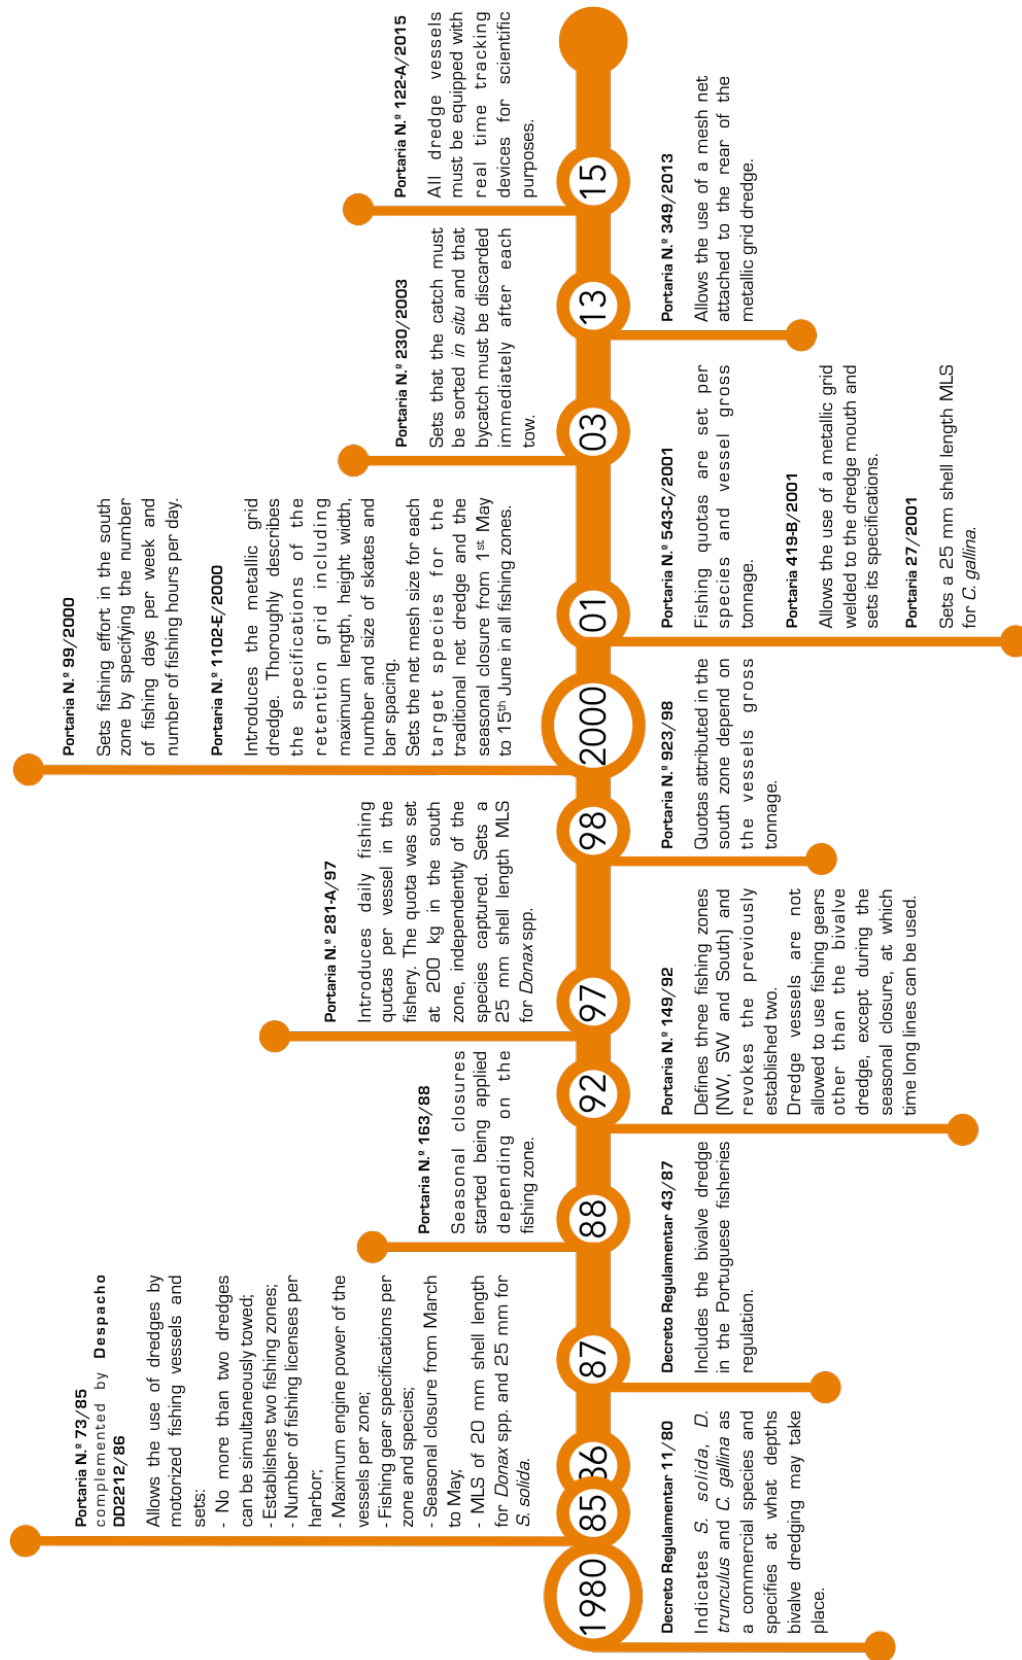 Portaria N.º 73/85
complemented by Despacho
DD2212/86
Allows the use of dredges by
motorized fishing vessels and
sets:
- No more than two dredges
can be simultaneously towed;
- Establishes two fishing zones;
- Number of fishing licenses per
harbor;
- Maximum engine power of the
vessels per zone;
- Fishing gear specifications per
zone and species;
- Seasonal closure from March
to May;
- MLS of 20 mm shell length
for Donax spp. and 25 mm for
S. solida.
Portaria N.º 163/88
Seasonal closures
started being applied
depending on the
fishing zone.
Portaria N.º 281-A/97
Introduces daily fishing
quotas per vessel in the
fishery. The quota was set
at 200 kg in the south
zone, independently of the
species captured. Sets a
25 mm shell length MLS
for Donax spp.
Portaria N.º 99/2000
Sets fishing effort in the south
zone by specifying the number
of fishing days per week and
number of fishing hours per day.
Portaria N.º 1102-E/2000
Introduces the metallic grid
dredge. Thoroughly describes
the specifications of the
retention grid including
maximum length, height width,
number and size of skates and
bar spacing.
Sets the net mesh size for each
target species for the
traditional net dredge and the
seasonal closure from 1st May
to 15th June in all fishing zones.
Portaria N.º 230/2003
Sets that the catch must
be sorted in situ and that
bycatch must be discarded
immediately after each
tow.
Portaria N.º 122-A/2015
All dredge vessels
must be equipped with
real time tracking
devices for scientific
purposes.
1980
85
86
87
88
92
97
98
2000
01
03
13
15
Decreto Regulamentar 11/80
Indicates S. solida, D.
trunculus and C. gallina as
a commercial species and
specifies at what depths
bivalve dredging may take
place.
Decreto Regulamentar 43/87
Includes the bivalve dredge
in the Portuguese fisheries
regulation.
Portaria N.º 149/92
Defines three fishing zones
(NW, SW and South) and
revokes the previously
established two.
Dredge vessels are not
allowed to use fishing gears
other than the bivalve
dredge, except during the
seasonal closure, at which
time long lines can be used.
Portaria N.º 923/98
Quotas attributed in the
south zone depend on
the vessels gross
tonnage.
Portaria N.º 543-C/2001
Fishing quotas are set per
species and vessel gross
tonnage.
Portaria 419-B/2001
Allows the use of a metallic grid
welded to the dredge mouth and
sets its specifications.
Portaria 27/2001
Sets a 25 mm shell length MLS
for C. gallina.
Portaria N.º 349/2013
Allows the use of a mesh net
attached to the rear of the
metallic grid dredge.